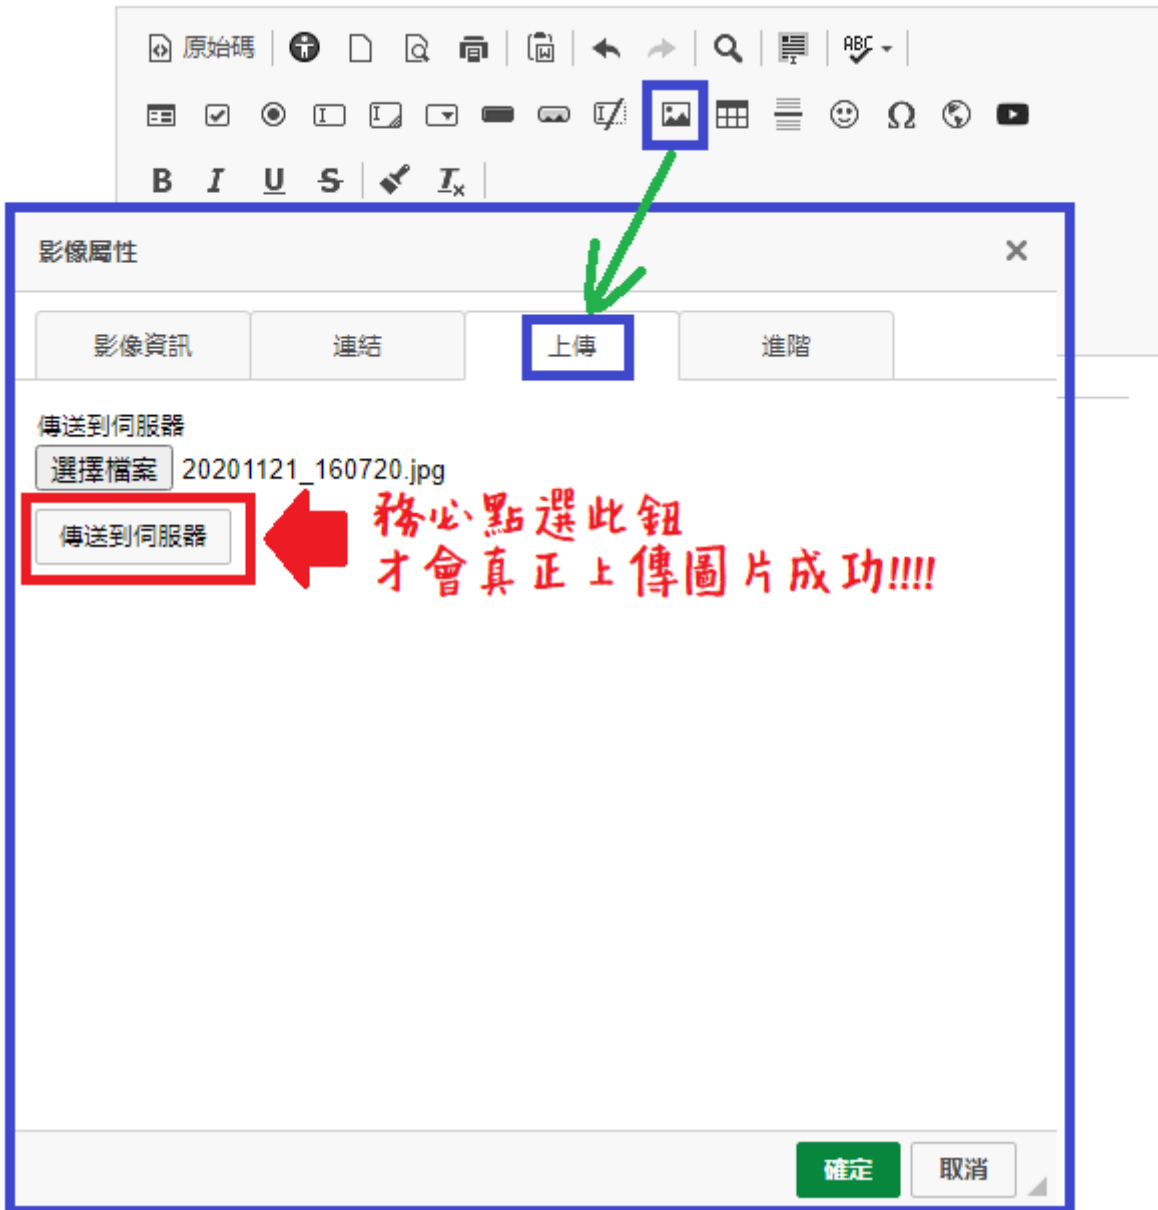 原始碼
ABC
B I U S Ix
影像屬性
影像資訊 連結 上傳 進階
傳送到伺服器
選擇檔案 20201121_160720.jpg
傳送到伺服器
務必點選此鈕
才會真正上傳圖片成功!!!!
確定 取消